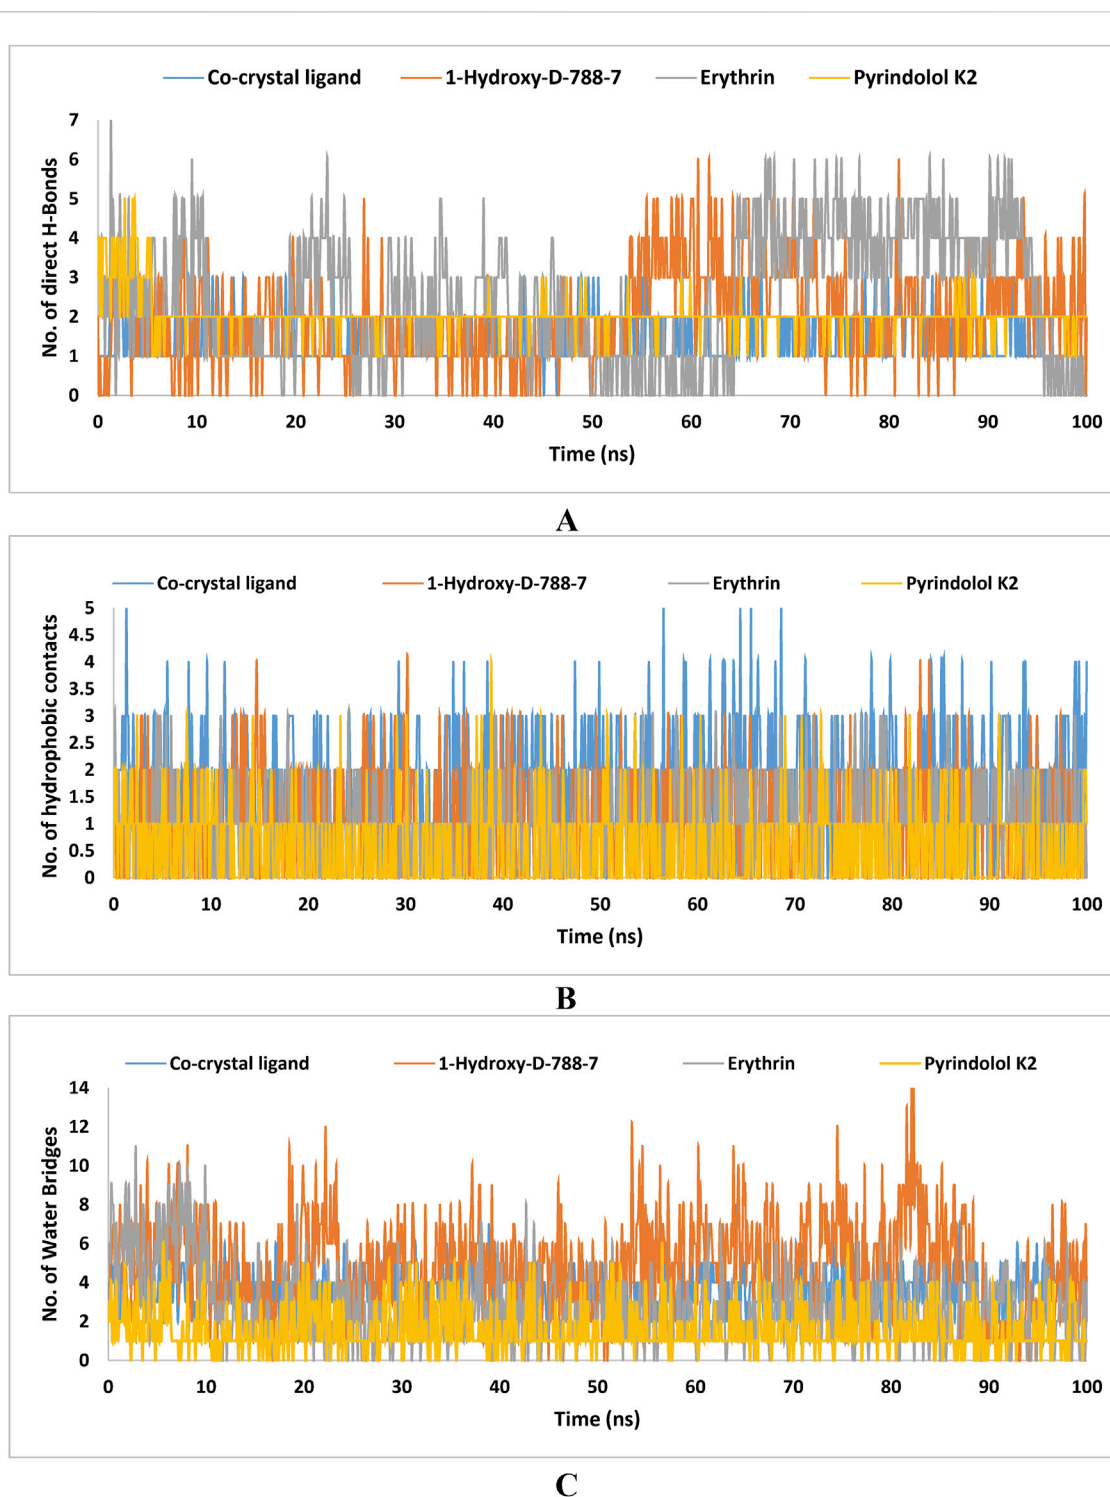 Co-crystal ligand 1-Hydroxy-D-788-7 Erythrin Pyrindolol K2
No. of direct H-Bonds
7
6
5
4
3
2
1
0
0 10 20 30 40 50 60 70 80 90 100
Time (ns)
A
Co-crystal ligand 1-Hydroxy-D-788-7 Erythrin Pyrindolol K2
No. of hydrophobic contacts
5
4.5
4
3.5
3
2.5
2
1.5
1
0.5
0
0 10 20 30 40 50 60 70 80 90 100
Time (ns)
B
Co-crystal ligand 1-Hydroxy-D-788-7 Erythrin Pyrindolol K2
No. of Water Bridges
14
12
10
8
6
4
2
0
0 10 20 30 40 50 60 70 80 90 100
Time (ns)
C